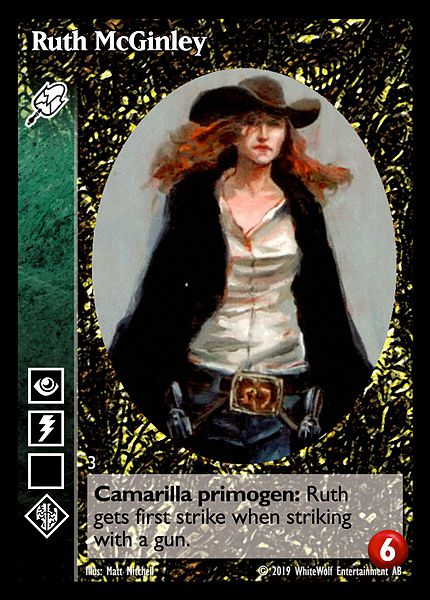 Ruth McGinley
3
Camarilla primogen: Ruth
gets first strike when striking
with a gun.
6
Illus: Matt Mitchell
© 2019 WhiteWolf Entertainment AB